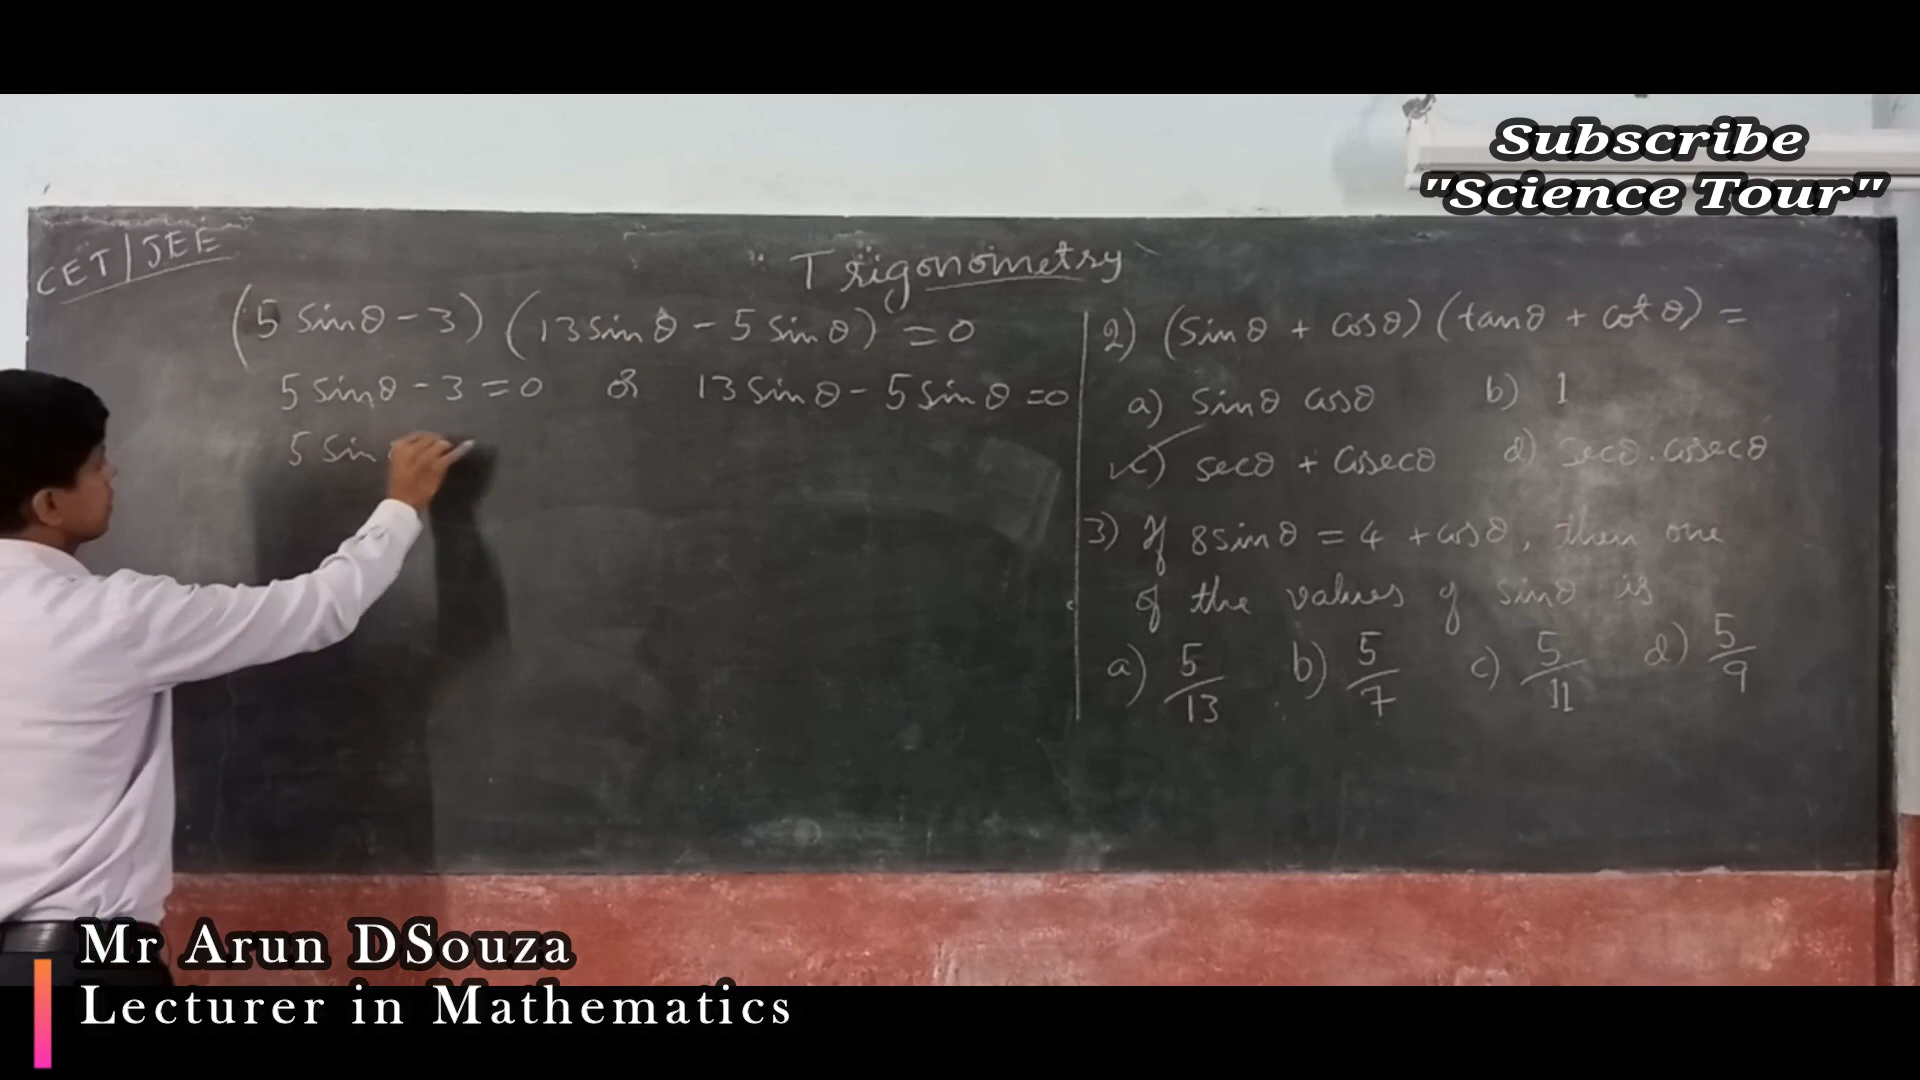 Subscribe
"Science Tour"
CET/JEE
Trigonometry
(5 sinθ - 3) (13 sinθ - 5 sinθ) = 0
5 sinθ - 3 = 0 or 13 sinθ - 5 sinθ = 0
5 sin
2) (sinθ + cosθ) (tanθ + cotθ) =
a) sinθ cosθ b) 1
c) secθ + cosecθ d) secθ . cosecθ
3) If 8 sinθ = 4 + cosθ, then one
of the values of sinθ is
a) 5/13 b) 5/7 c) 5/11 d) 5/9
Mr Arun DSouza
Lecturer in Mathematics